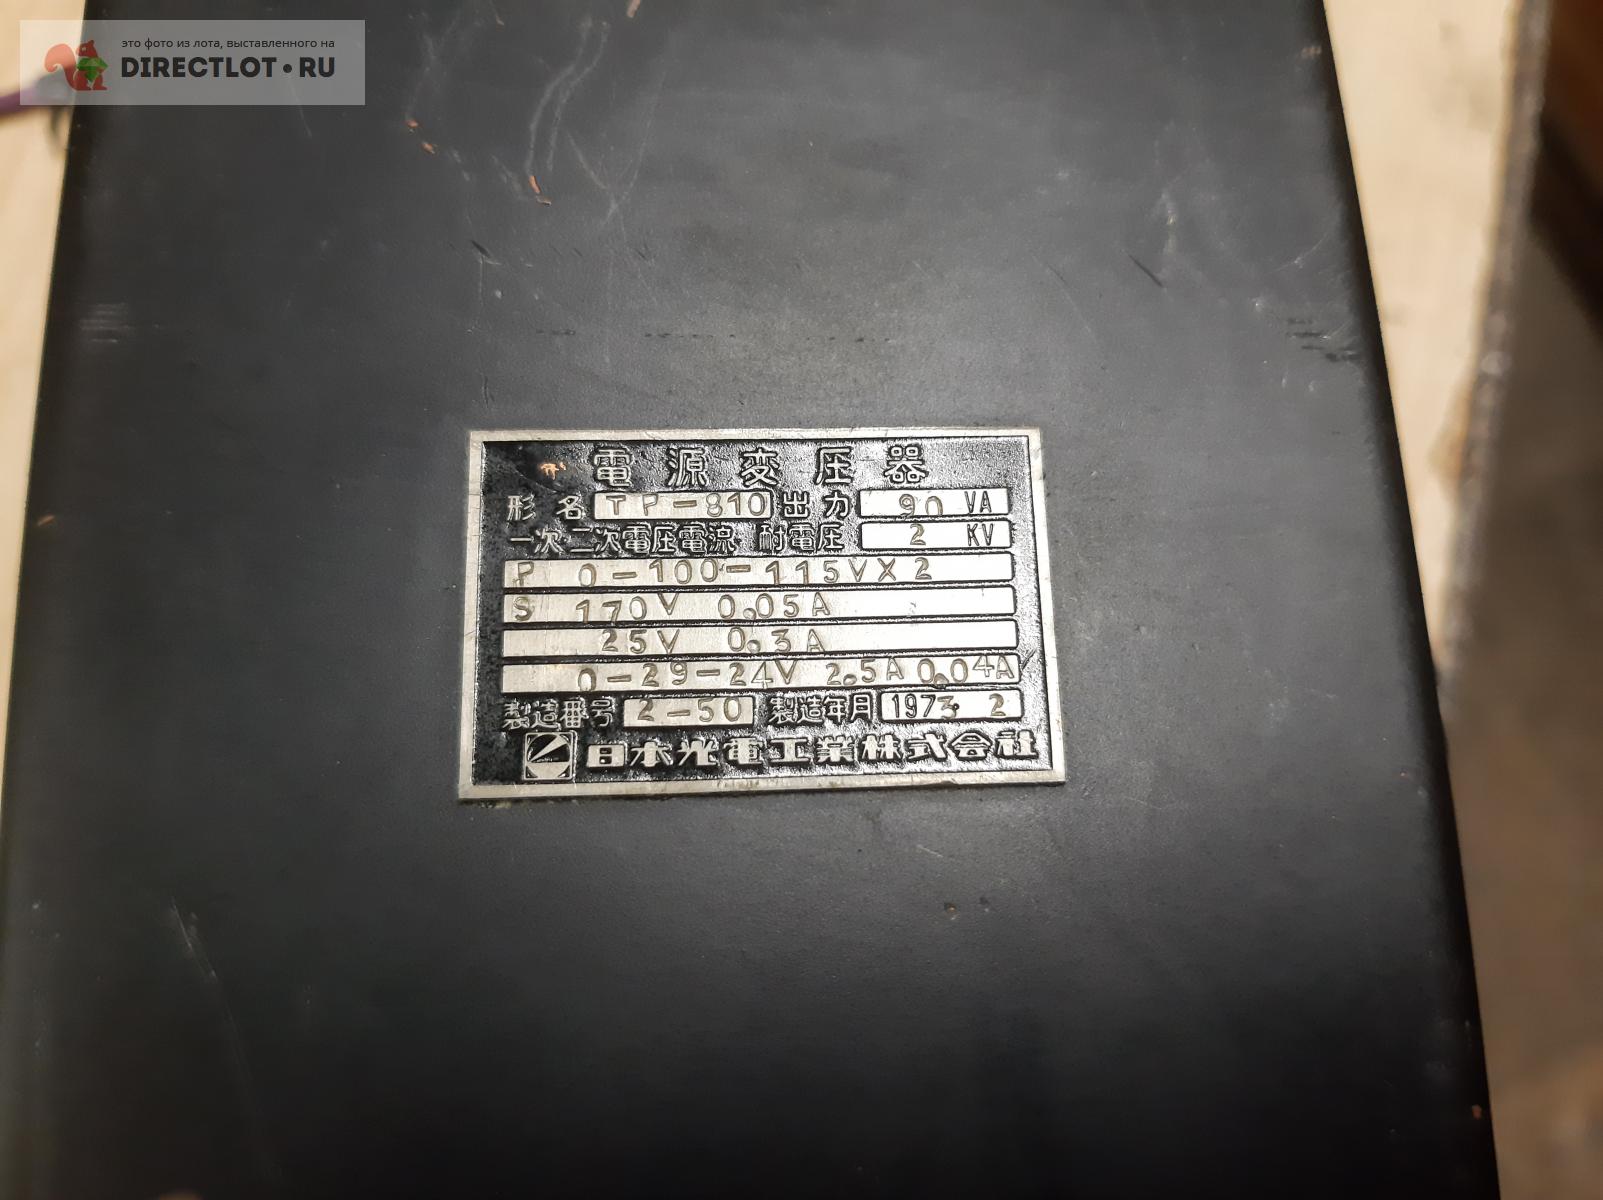 это фото из лота, выставленного на
DIRECTLOT•RU
電源変圧器
形名 TP-810 出力 90 VA
一次二次電圧電流 耐電圧 2 KV
P 0-100-115V×2
S 170V 0.05A
25V 0.3A
0-29-24V 2.5A 0.04A
製造番号 2-50 製造年月 1973. 2
日本光電工業株式会社